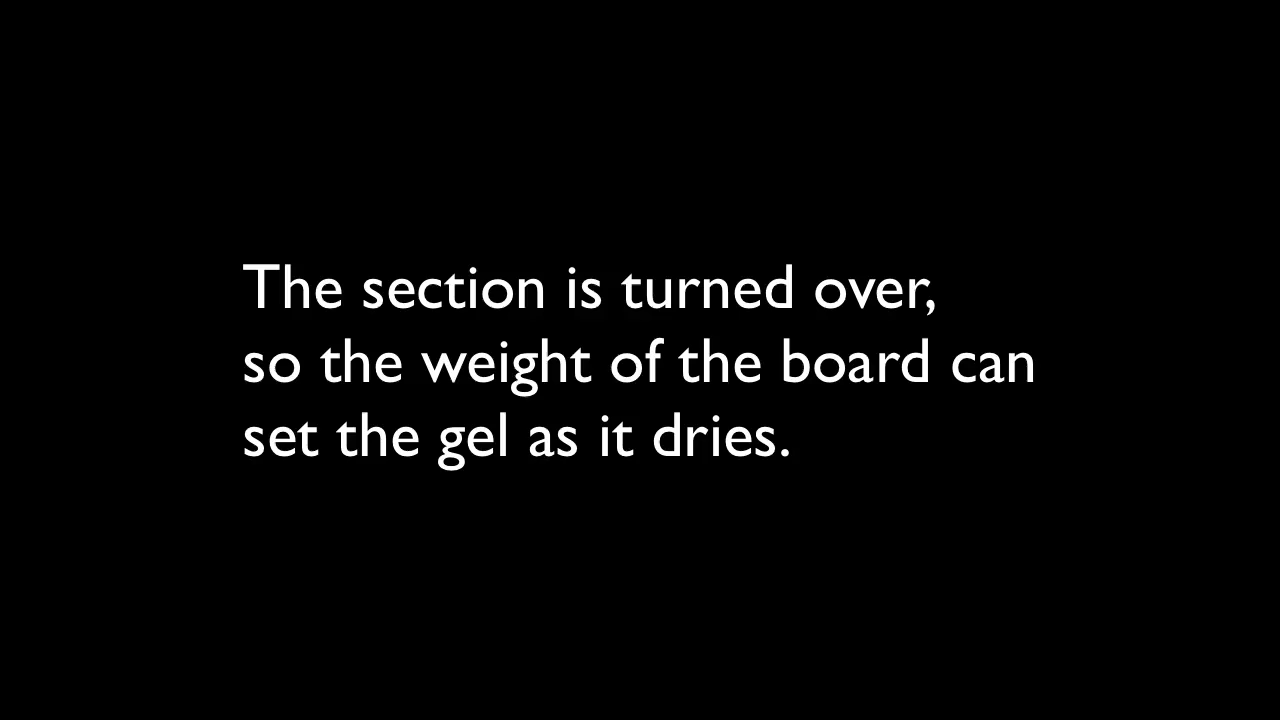 The section is turned over,
so the weight of the board can
set the gel as it dries.